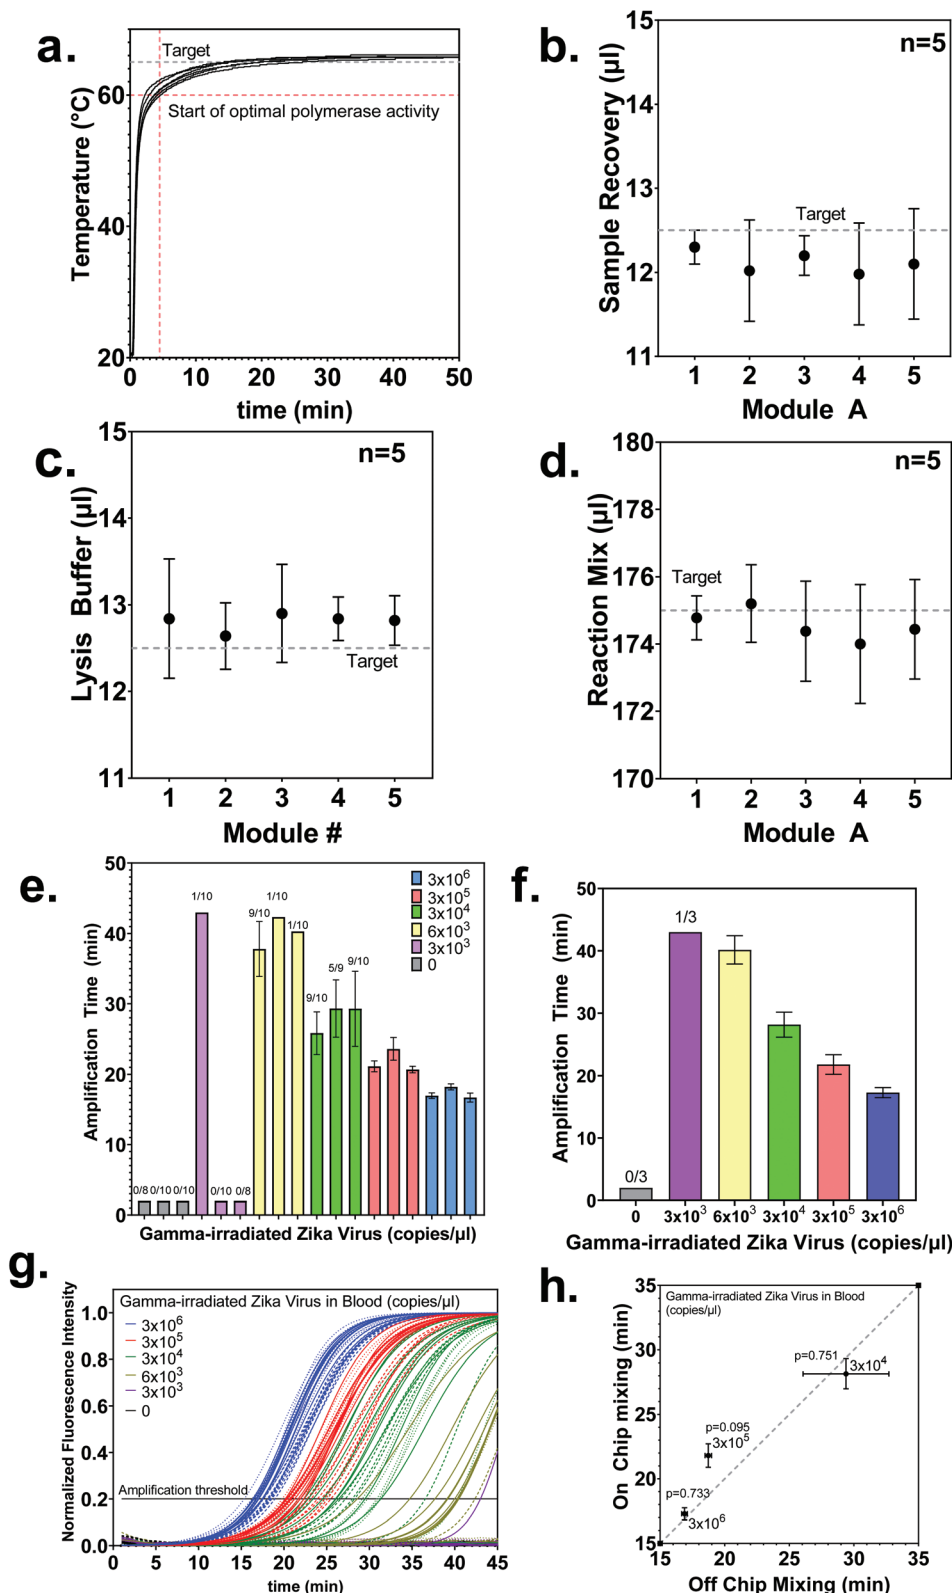 a.
Target
Start of optimal polymerase activity
Temperature (°C)
60
40
20
0
10
20
30
40
50
time (min)
b.
n=5
Sample Recovery (µl)
15
14
13
12
11
Target
1
2
3
4
5
Module A
c.
n=5
Lysis Buffer (µl)
15
14
13
12
11
Target
1
2
3
4
5
Module #
d.
n=5
Reaction Mix (µl)
180
178
176
174
172
170
Target
1
2
3
4
5
Module A
e.
Amplification Time (min)
50
40
30
20
10
0
0/8
0/10
0/10
1/10
0/10
0/8
9/10
1/10
1/10
9/10
5/9
9/10
3x10⁶
3x10⁵
3x10⁴
6x10³
3x10³
0
Gamma-irradiated Zika Virus (copies/µl)
f.
Amplification Time (min)
50
40
30
20
10
0
0/3
1/3
0
3x10³
6x10³
3x10⁴
3x10⁵
3x10⁶
Gamma-irradiated Zika Virus (copies/µl)
g.
Gamma-irradiated Zika Virus in Blood (copies/µl)
3x10⁶
3x10⁵
3x10⁴
6x10³
3x10³
0
Amplification threshold
Normalized Fluorescence Intensity
1.0
0.8
0.6
0.4
0.2
0.0
0
5
10
15
20
25
30
35
40
45
time (min)
h.
Gamma-irradiated Zika Virus in Blood
(copies/µl)
On Chip mixing (min)
35
33
31
29
27
25
23
21
19
17
15
p=0.751
3x10⁴
p=0.095
3x10⁵
p=0.733
3x10⁶
15
20
25
30
35
Off Chip Mixing (min)